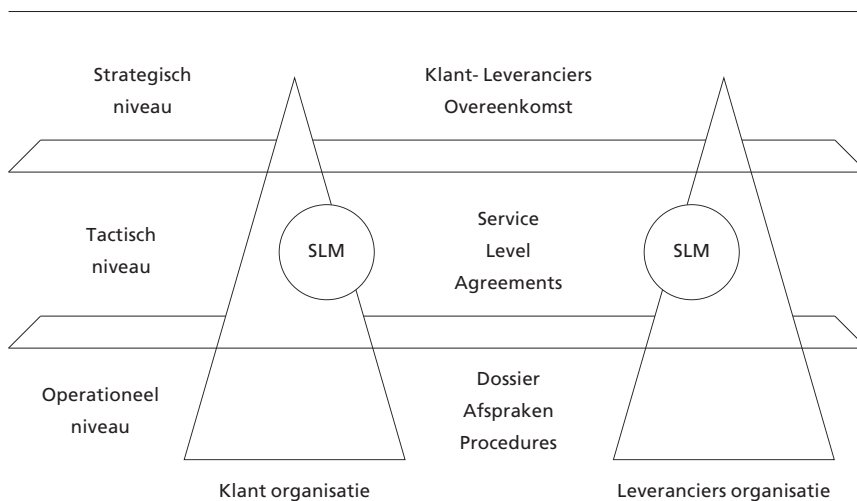 Strategisch
niveau
Klant- Leveranciers
Overeenkomst
Tactisch
niveau
SLM
Service
Level
Agreements
SLM
Operationeel
niveau
Dossier
Afspraken
Procedures
Klant organisatie
Leveranciers organisatie